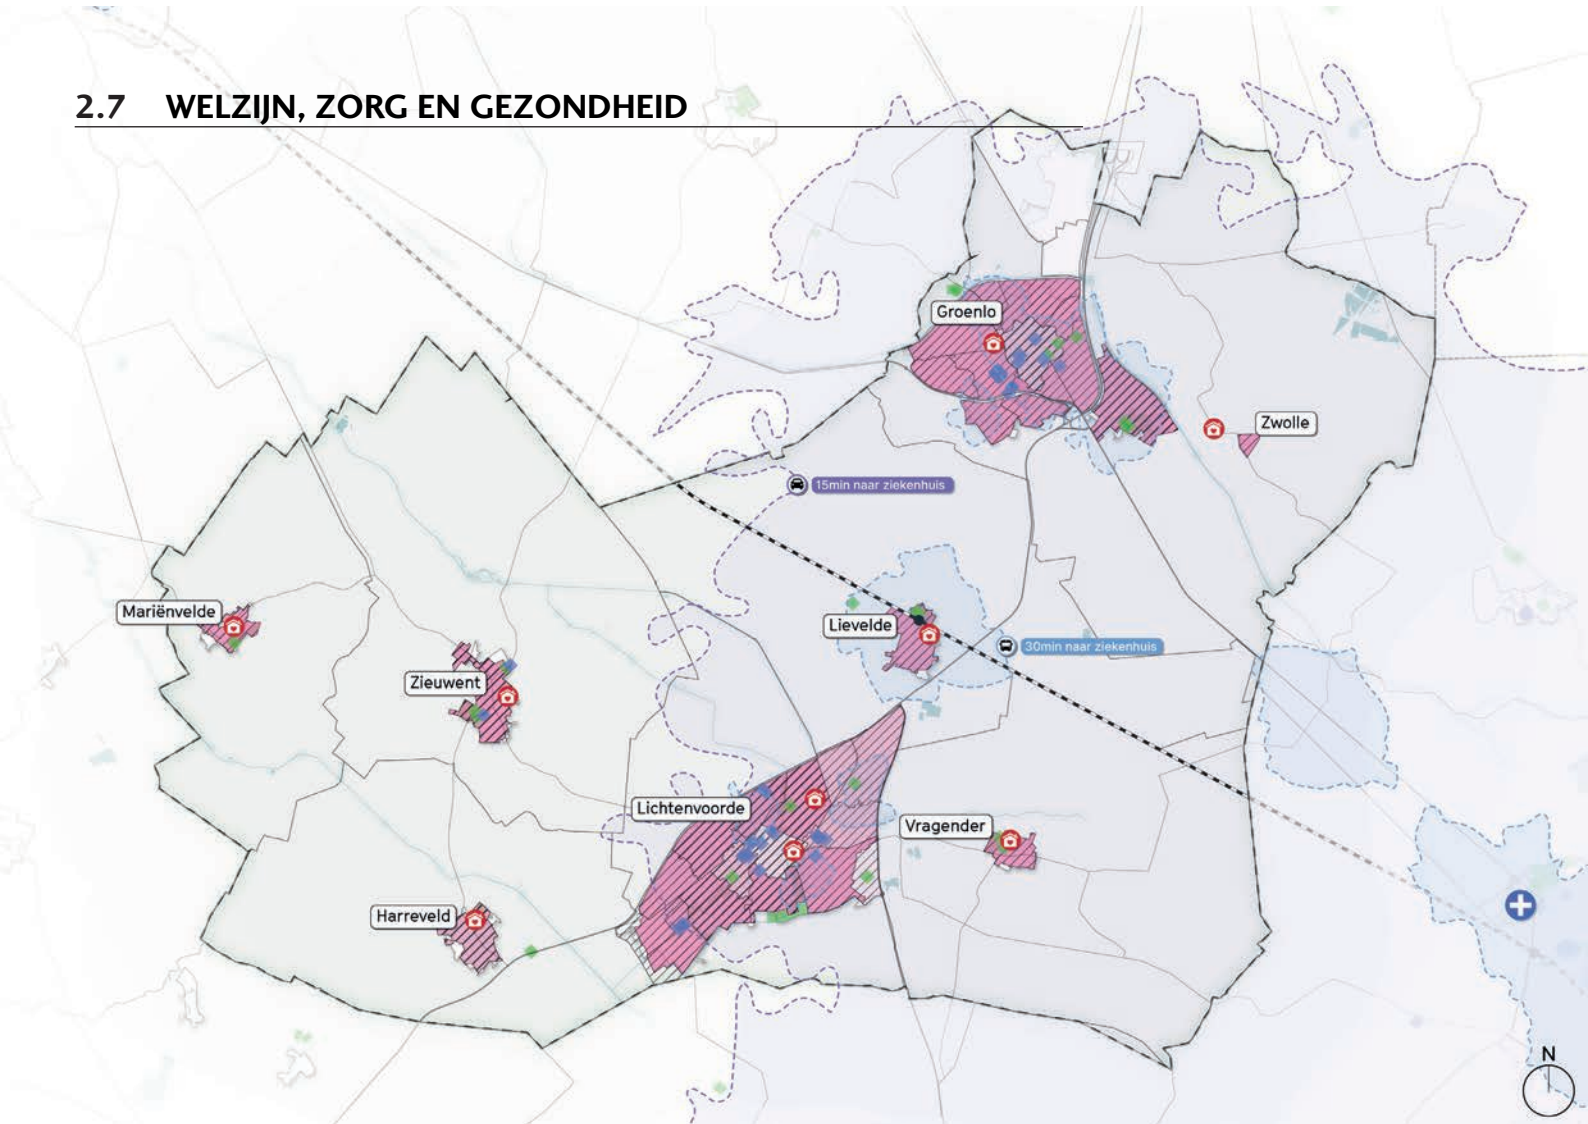 2.7 WELZIJN, ZORG EN GEZONDHEID
Groenlo
Zwolle
15min naar ziekenhuis
Mariënvelde
Lievelde
30min naar ziekenhuis
Zieuwent
Lichtenvoorde
Vragender
Harreveld
N